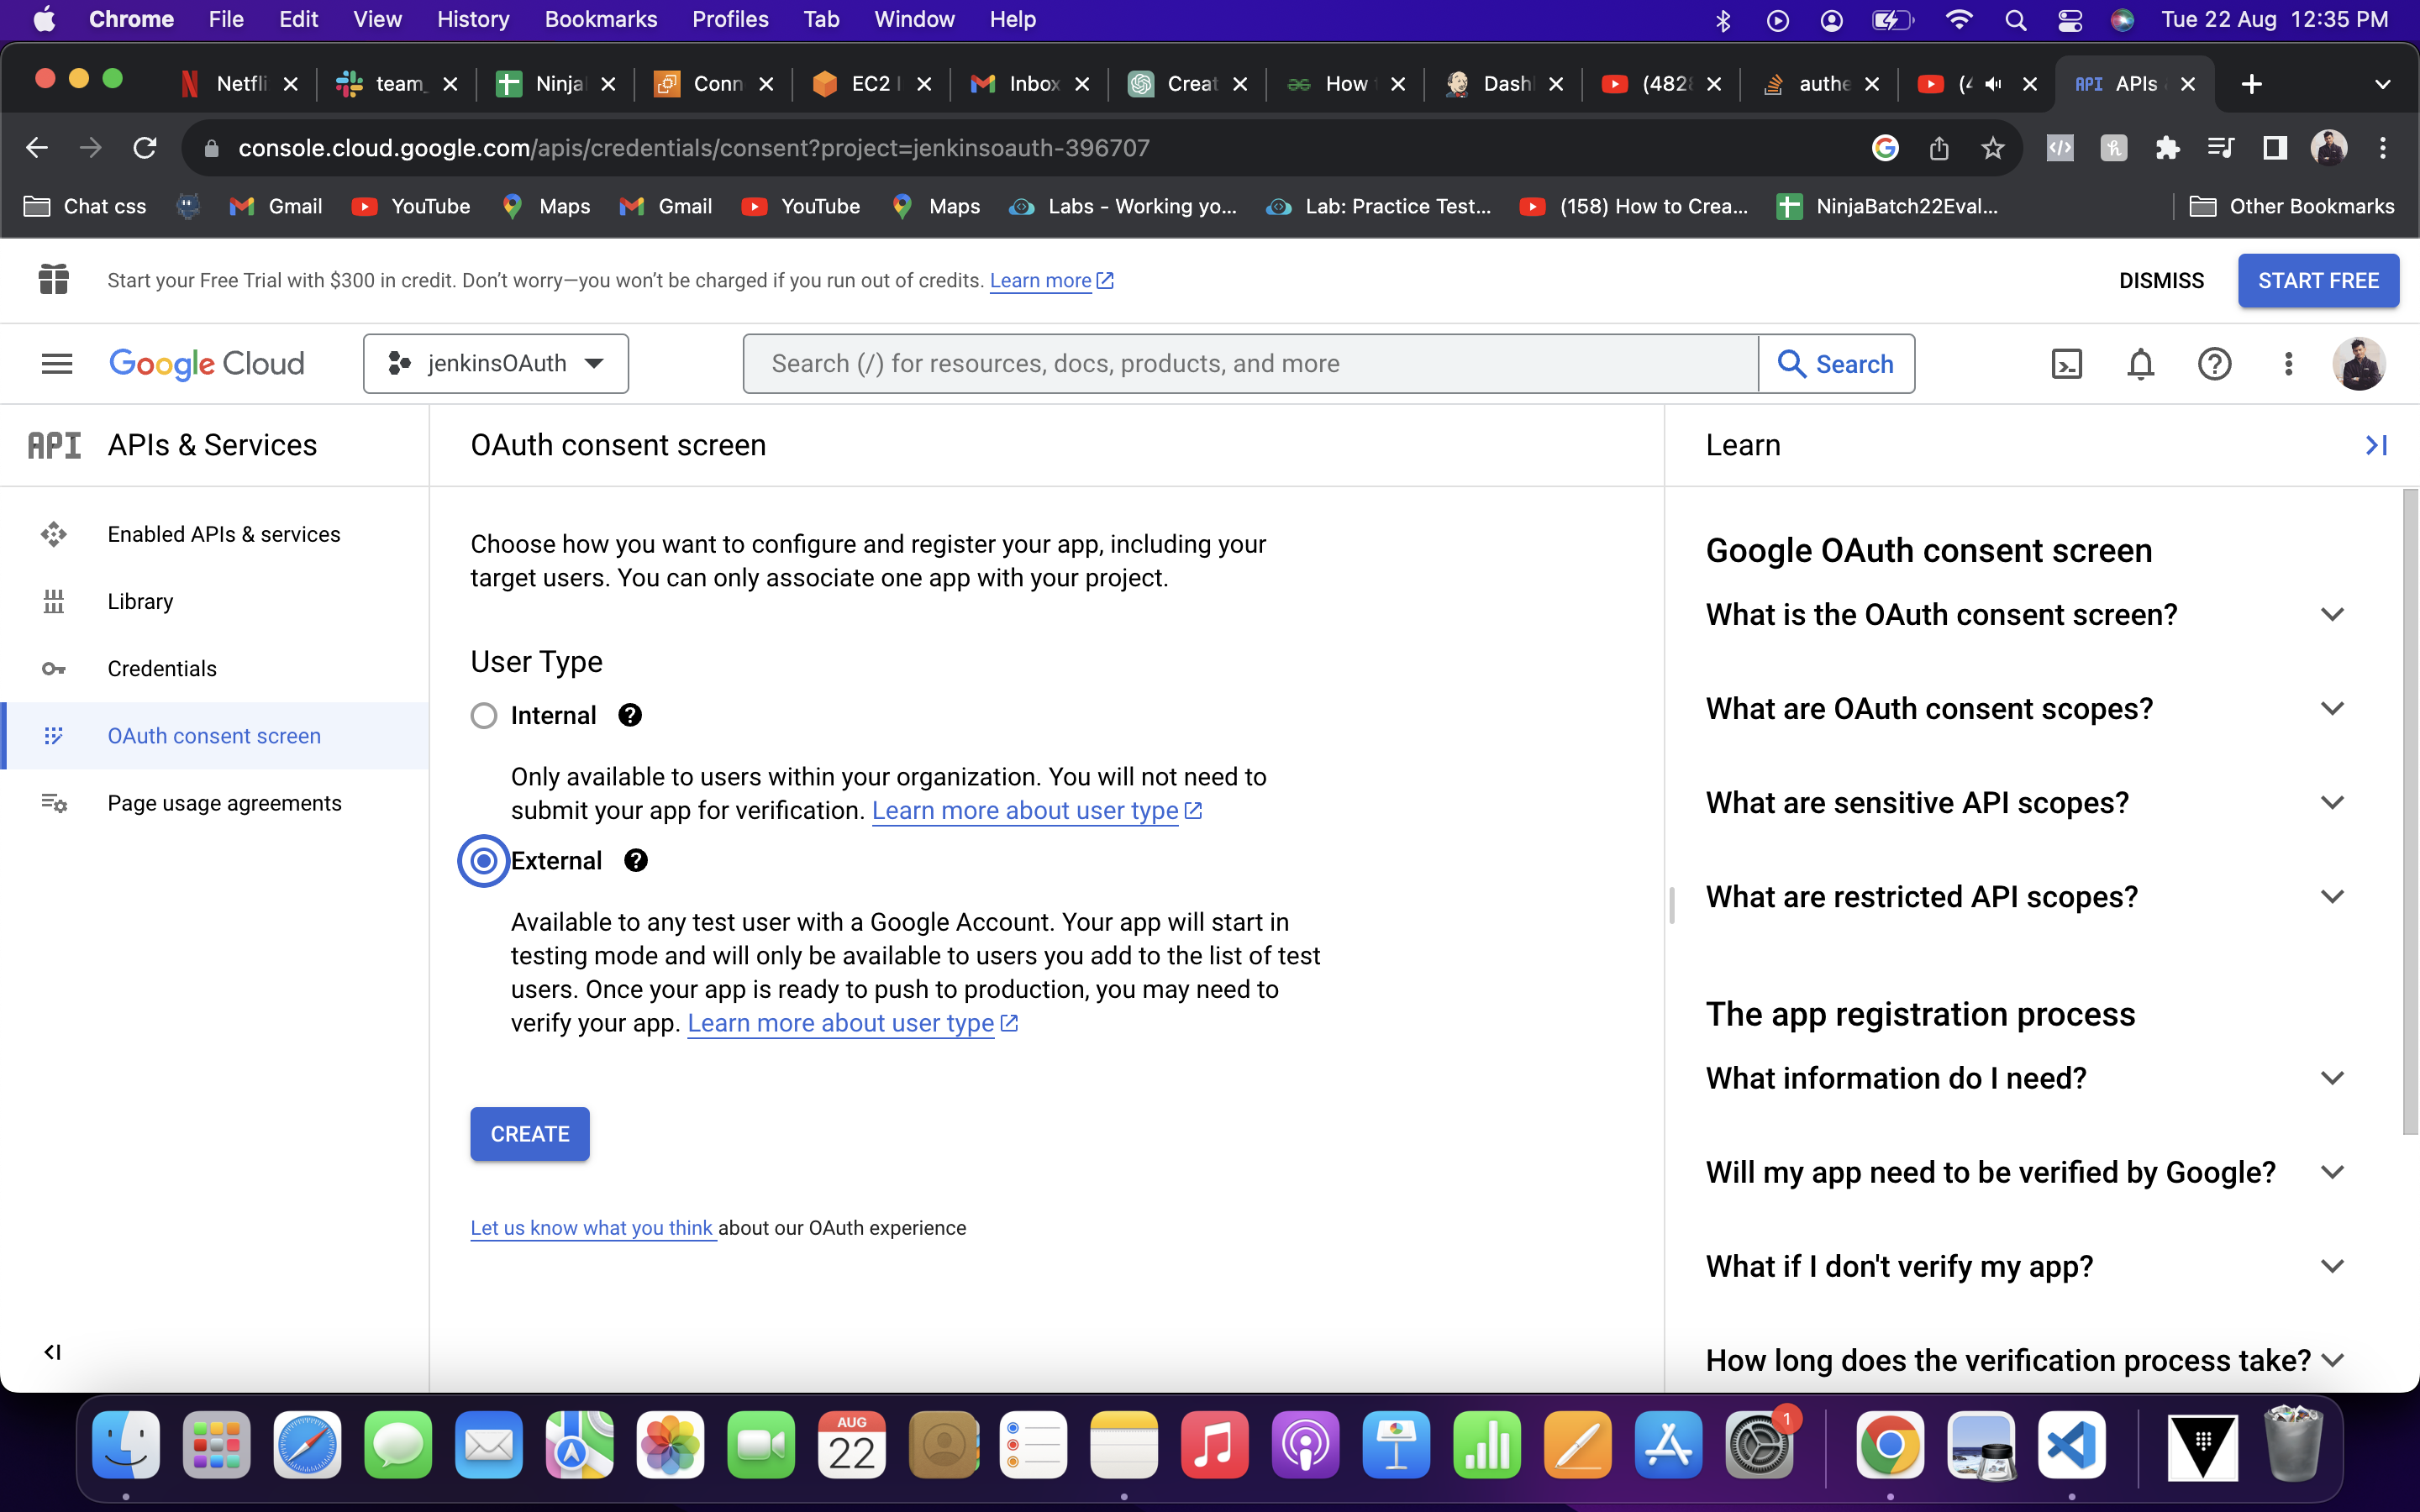 Chrome File Edit View History Bookmarks Profiles Tab Window Help Tue 22 Aug 12:35 PM
Netfli team_ Ninja Conn EC2 I Inbox Creat How Dash (482 authe (4 API APIs
console.cloud.google.com/apis/credentials/consent?project=jenkinsoauth-396707
Chat css Gmail YouTube Maps Gmail YouTube Maps Labs - Working yo... Lab: Practice Test... (158) How to Crea... NinjaBatch22Eval... Other Bookmarks
Start your Free Trial with $300 in credit. Don't worry—you won't be charged if you run out of credits. Learn more DISMISS START FREE
Google Cloud jenkinsOAuth Search (/) for resources, docs, products, and more Search
API APIs & Services
Enabled APIs & services
Library
Credentials
OAuth consent screen
Page usage agreements
OAuth consent screen
Choose how you want to configure and register your app, including your
target users. You can only associate one app with your project.
User Type
Internal
Only available to users within your organization. You will not need to
submit your app for verification. Learn more about user type
External
Available to any test user with a Google Account. Your app will start in
testing mode and will only be available to users you add to the list of test
users. Once your app is ready to push to production, you may need to
verify your app. Learn more about user type
CREATE
Let us know what you think about our OAuth experience
Learn
Google OAuth consent screen
What is the OAuth consent screen?
What are OAuth consent scopes?
What are sensitive API scopes?
What are restricted API scopes?
The app registration process
What information do I need?
Will my app need to be verified by Google?
What if I don't verify my app?
How long does the verification process take?
AUG
22
1